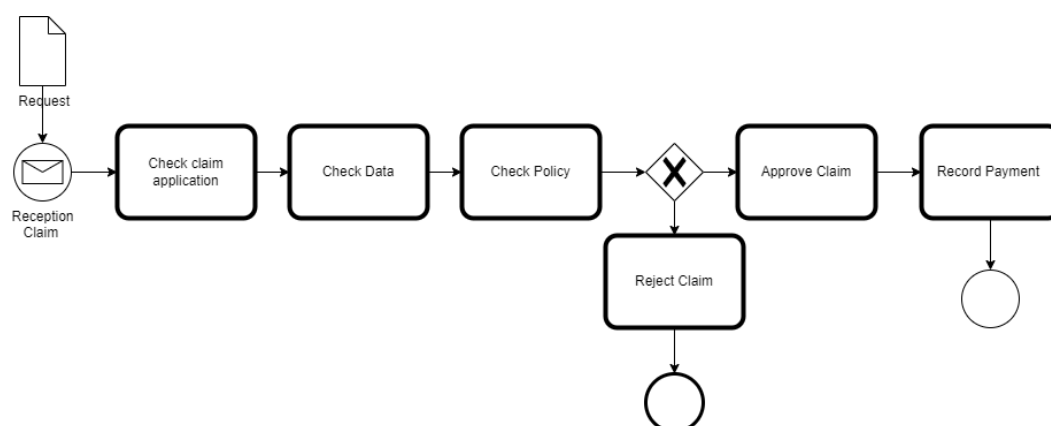 Request
Reception
Claim
Check claim
application
Check Data
Check Policy
Approve Claim
Record Payment
Reject Claim